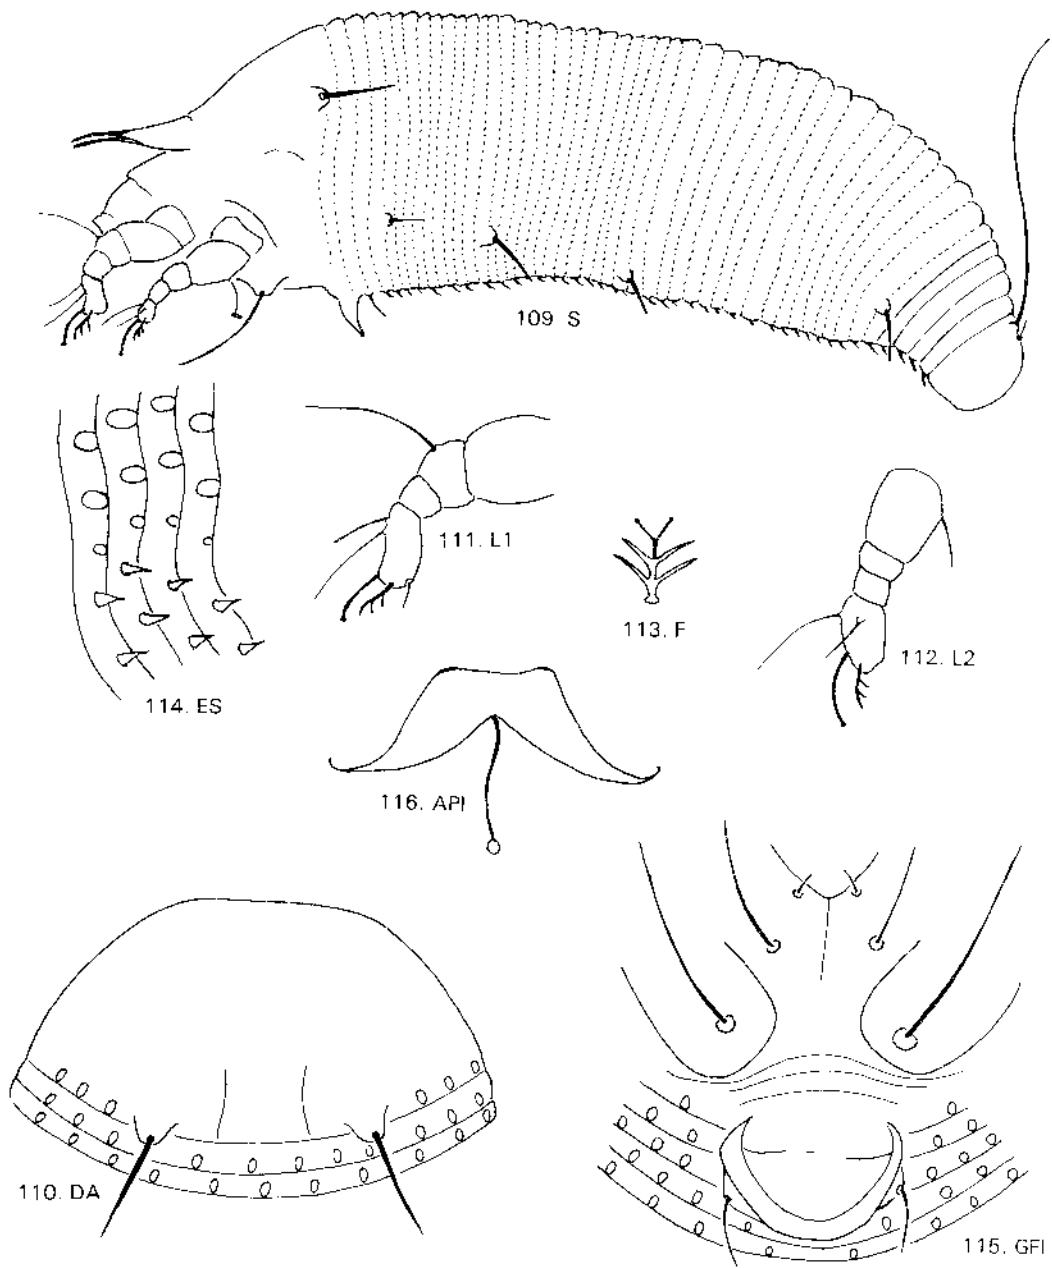 109 S
111. L1
113. F
112. L2
114. ES
116. API
110. DA
115. GFI